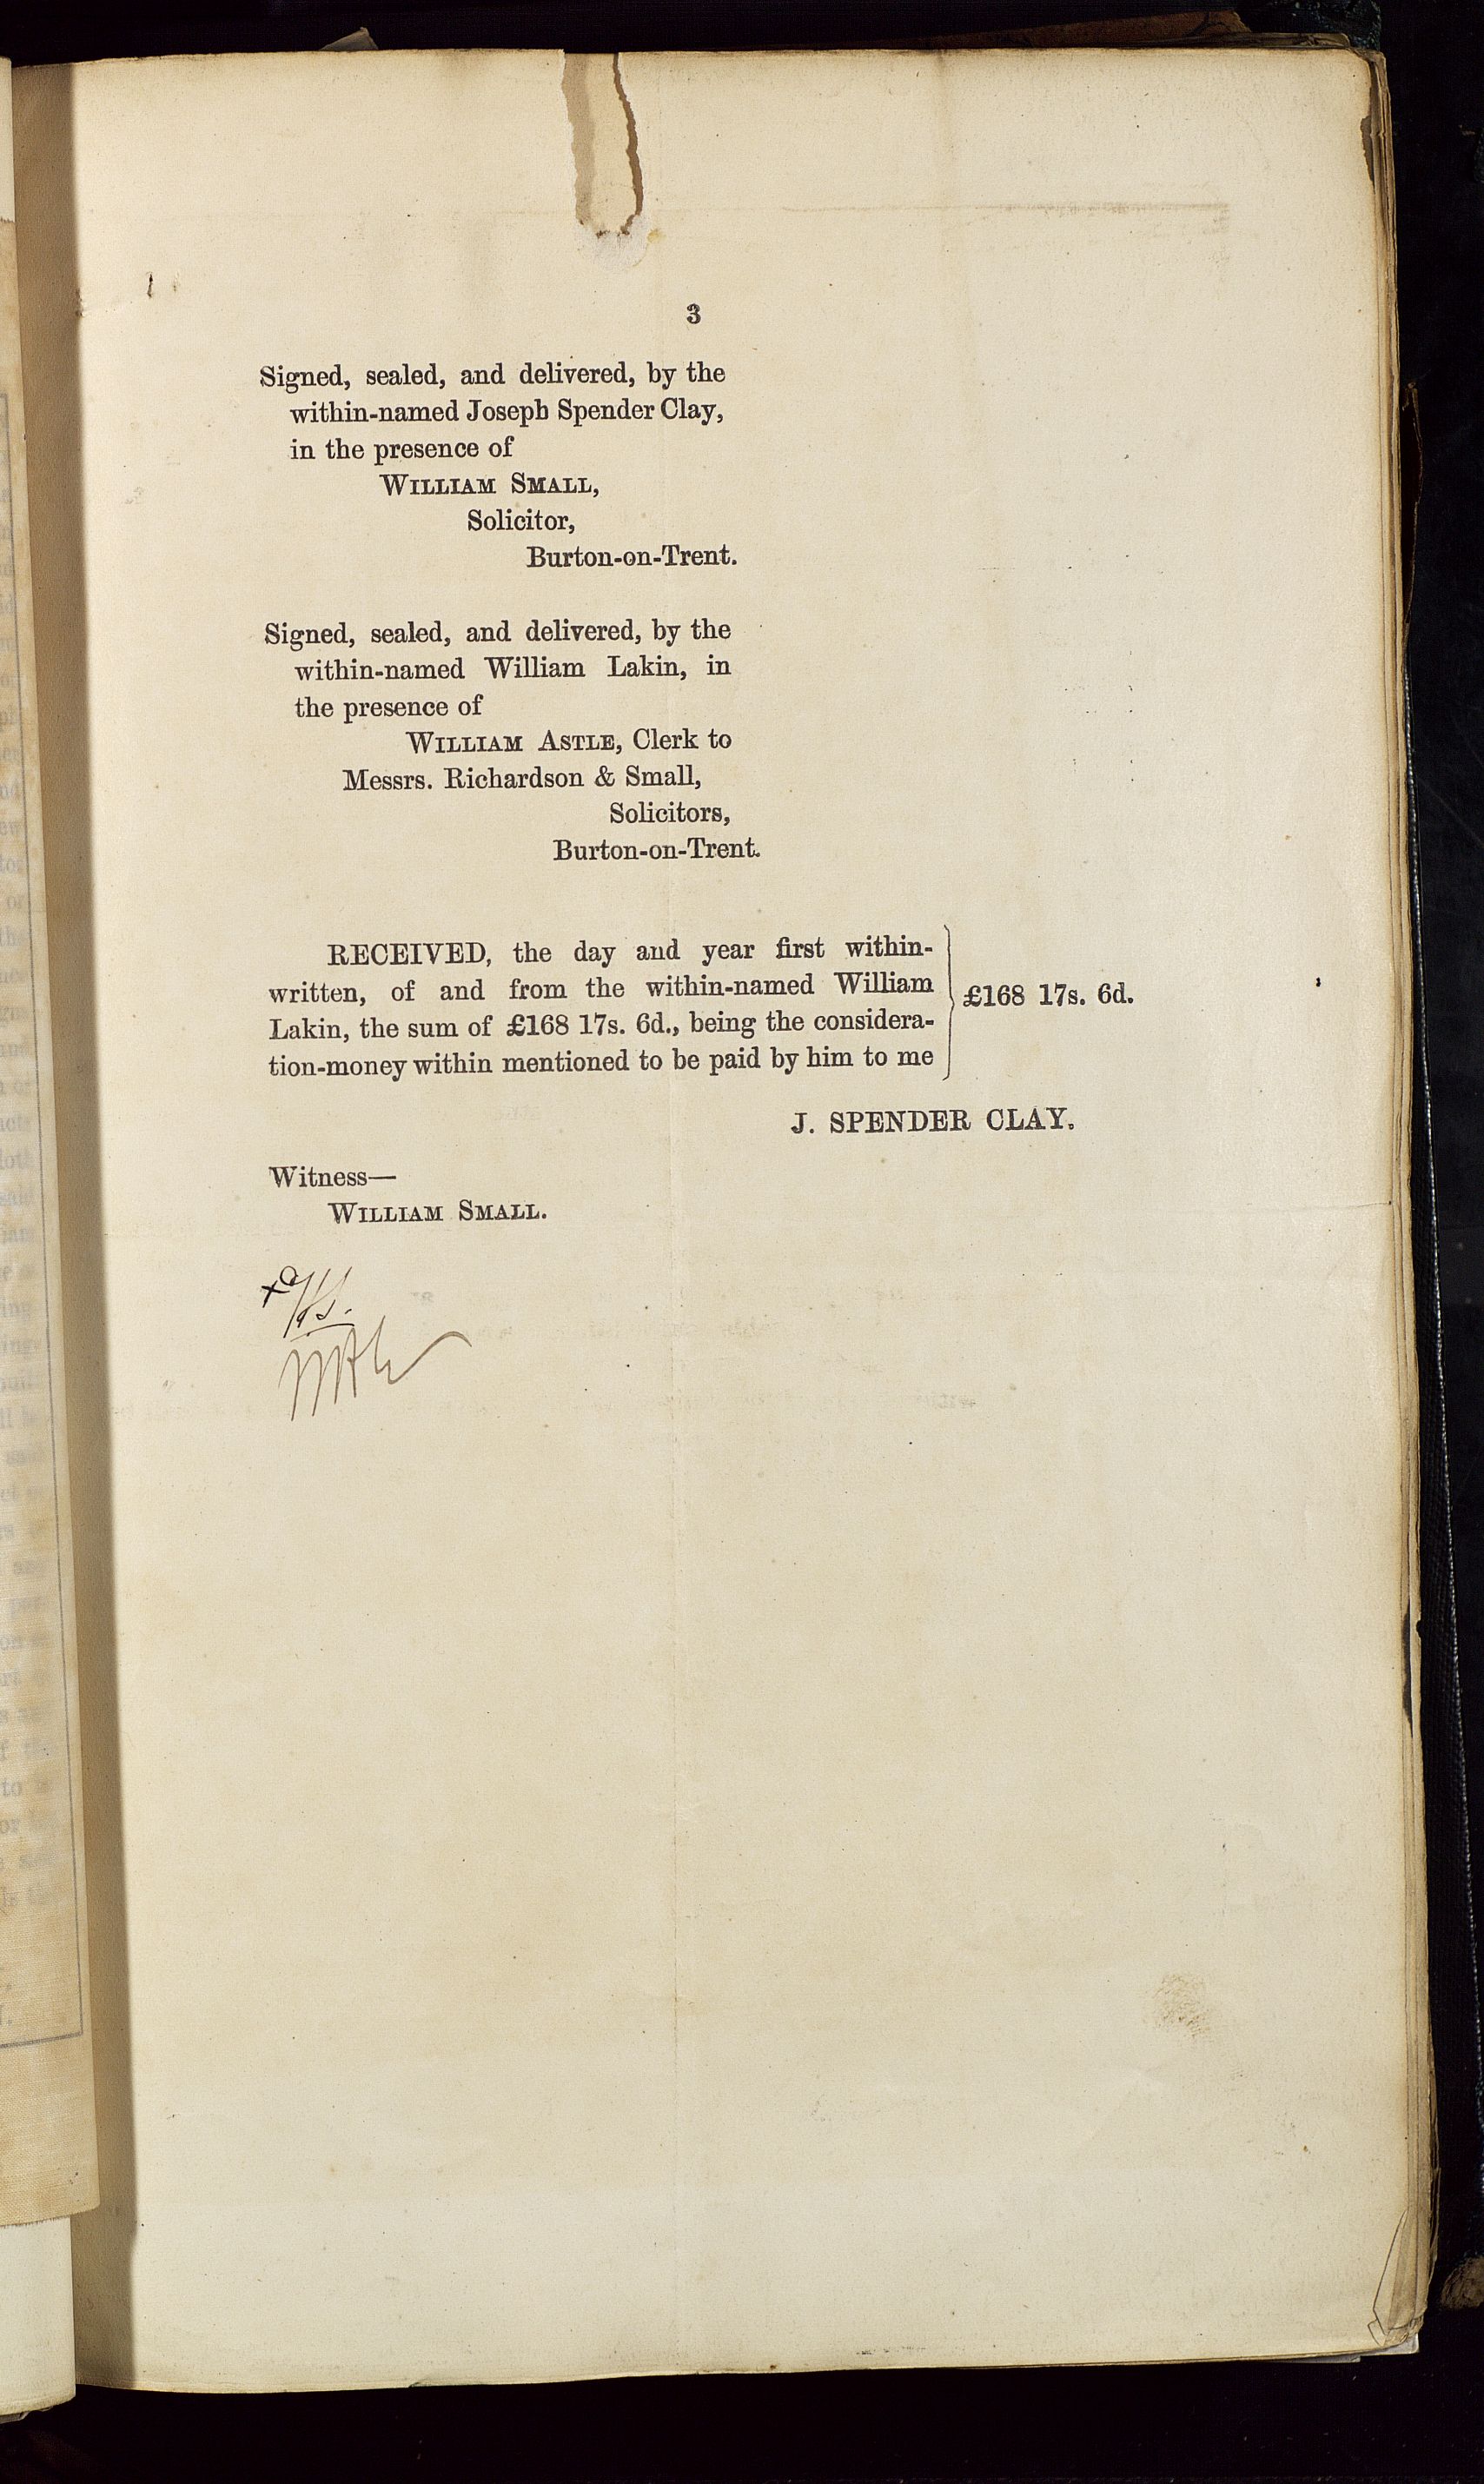 3
Signed, sealed, and delivered, by the
within-named Joseph Spender Clay,
in the presence of
William Small,
Solicitor,
Burton-on-Trent.
Signed, sealed, and delivered, by the
within-named William Lakin, in
the presence of
William Astle, Clerk to
Messrs. Richardson & Small,
Solicitors,
Burton-on-Trent.
RECEIVED, the day and year first within-
written, of and from the within-named William
Lakin, the sum of £168 17s. 6d., being the considera-
tion-money within mentioned to be paid by him to me
£168 17s. 6d.
J. SPENDER CLAY.
Witness—
William Small.